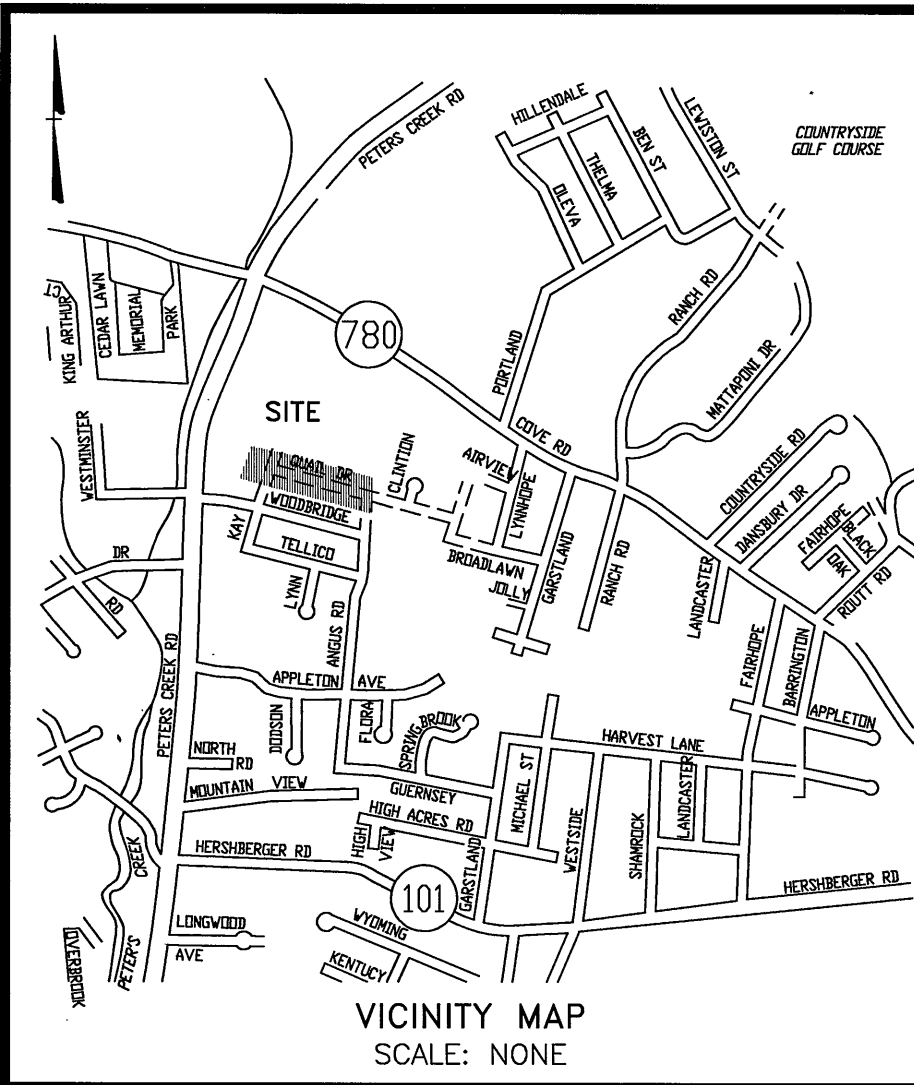 PETERS CREEK RD
HILLENDALE
BEN ST
LEWISTON ST
COUNTRYSIDE
GOLF COURSE
THELMA
OLEVA
KING ARTHUR
CT
CEDAR LAWN
MEMORIAL
PARK
780
RANCH RD
PORTLAND
MATTAPONI DR
SITE
COVE RD
WESTMINSTER
QUAIL DR
CLINTION
AIRVIEW
LYNNHOPE
COUNTRYSIDE RD
DANSBURY DR
FAIRHOPE
BLACK
OAK
ROUTT RD
WOODBRIDGE
KAY
TELLICO
LYNN
BROADLAWN
JOLLY
GARSTLAND
RANCH RD
LANDCASTER
DR
RD
ANGUS RD
FAIRHOPE
BARRINGTON
PETERS CREEK RD
APPLETON AVE
DODSON
FLORA
SPRING BROOK
APPLETON
HARVEST LANE
NORTH
RD
MOUNTAIN VIEW
GUERNSEY
MICHAEL ST
WESTSIDE
SHAMROCK
LANDCASTER
HIGH ACRES RD
HIGH
VIEW
HERSHBERGER RD
101
GARSTLAND
HERSHBERGER RD
PETER'S CREEK
LONGWOOD
AVE
WYOMING
KENTUCY
OVERBROOK
VICINITY MAP
SCALE: NONE